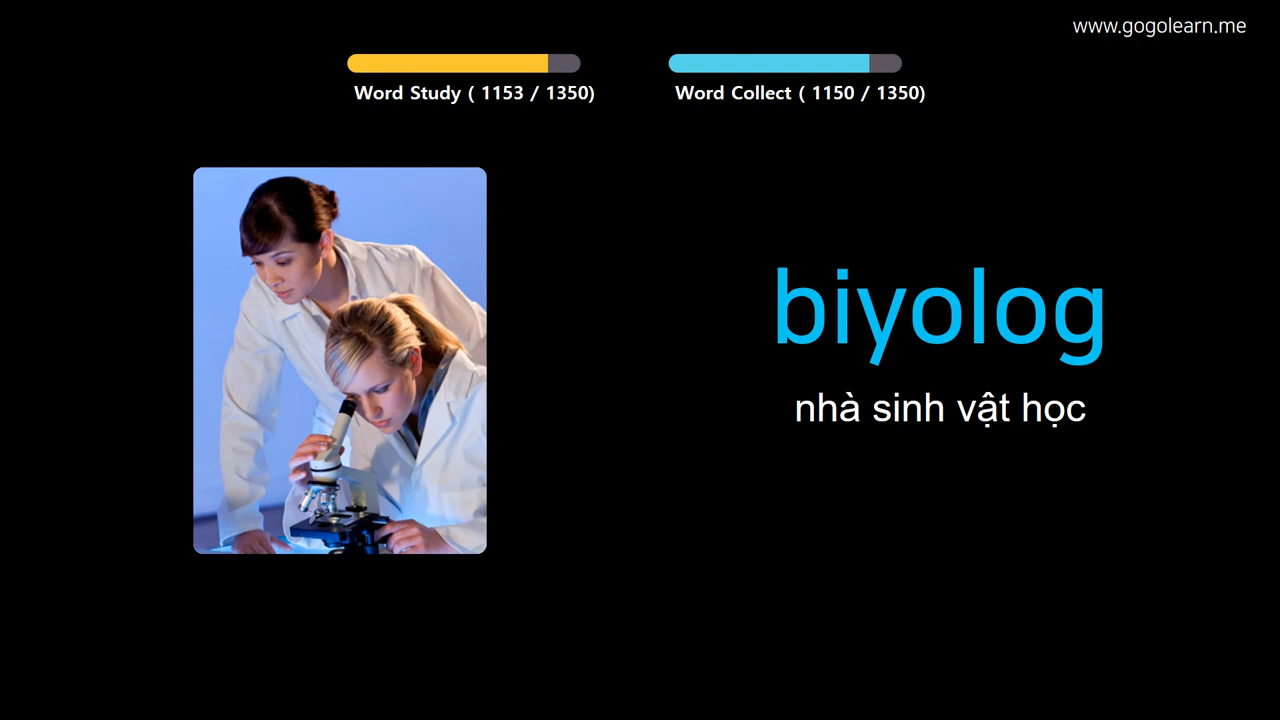 www.gogolearn.me
Word Study ( 1153 / 1350)
Word Collect ( 1150 / 1350)
biyolog
nhà sinh vật học